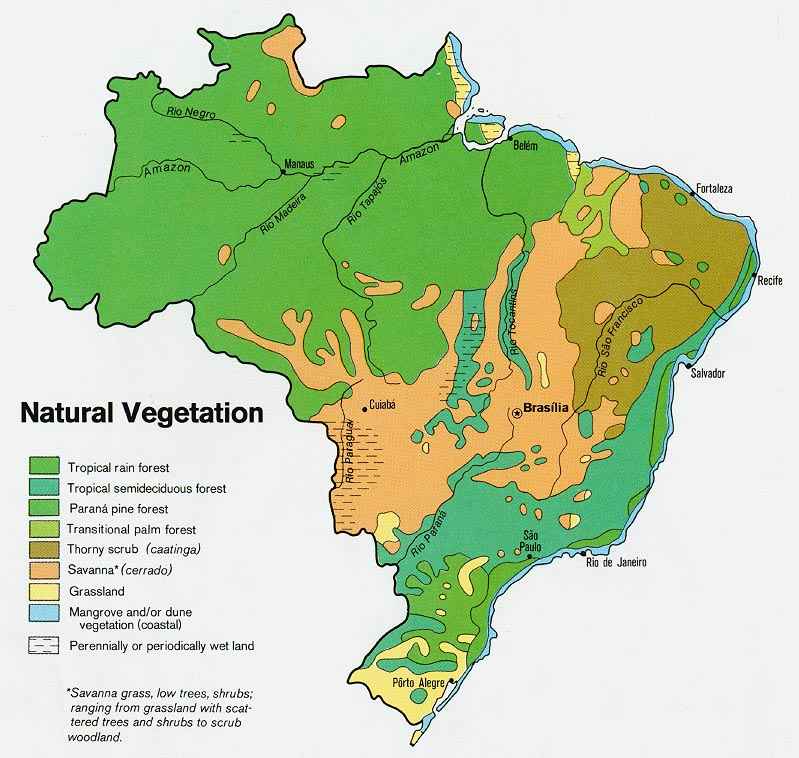 Rio Negro
Amazon
Manaus
Rio Madeira
Rio Tapajós
Amazon
Belém
Fortaleza
Recife
Rio Tocantins
Rio São Francisco
Salvador
Natural Vegetation
Cuiabá
Brasília
Rio Paraguai
Tropical rain forest
Tropical semideciduous forest
Paraná pine forest
Transitional palm forest
Thorny scrub (caatinga)
Savanna* (cerrado)
Grassland
Mangrove and/or dune
vegetation (coastal)
Perennially or periodically wet land
Rio Paraná
São
Paulo
Rio de Janeiro
Pôrto Alegre
*Savanna grass, low trees, shrubs;
ranging from grassland with scat-
tered trees and shrubs to scrub
woodland.